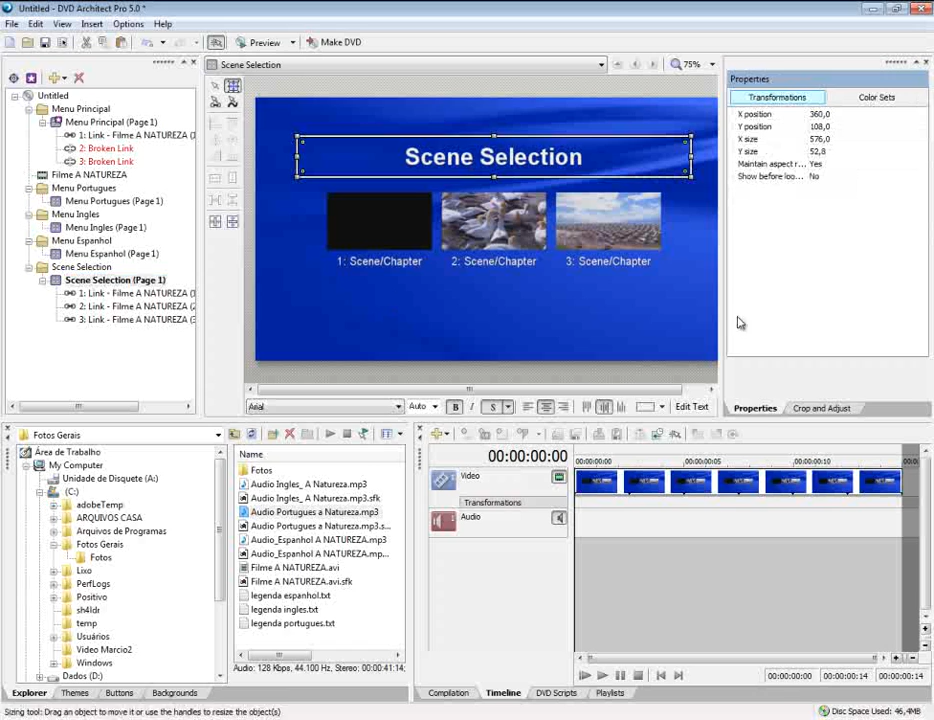 Untitled - DVD Architect Pro 5.0 *
File Edit View Insert Options Help
Preview Make DVD
Untitled
Menu Principal
Menu Principal (Page 1)
1: Link - Filme A NATUREZA
2: Broken Link
3: Broken Link
Filme A NATUREZA
Menu Portugues
Menu Portugues (Page 1)
Menu Ingles
Menu Ingles (Page 1)
Menu Espanhol
Menu Espanhol (Page 1)
Scene Selection
Scene Selection (Page 1)
1: Link - Filme A NATUREZA (
2: Link - Filme A NATUREZA (
3: Link - Filme A NATUREZA (
Scene Selection 75%
Scene Selection
1: Scene/Chapter 2: Scene/Chapter 3: Scene/Chapter
Arial Auto B I S Edit Text
Properties
Transformations Color Sets
X position 360,0
Y position 108,0
X size 576,0
Y size 52,8
Maintain aspect r... Yes
Show before loo... No
Properties Crop and Adjust
Fotos Gerais
Área de Trabalho
My Computer
Unidade de Disquete (A:)
(C:)
adobeTemp
ARQUIVOS CASA
Arquivos de Programas
Fotos Gerais
Fotos
Lixo
PerfLogs
Positivo
sh4ldr
temp
Usuários
Video Marcio2
Windows
Dados (D:)
Name
Fotos
Audio Ingles_ A Natureza.mp3
Audio Ingles_ A Natureza.mp3.sfk
Audio Portugues a Natureza.mp3
Audio Portugues a Natureza.mp3.s...
Audio_Espanhol A NATUREZA.mp3
Audio_Espanhol A NATUREZA.mp...
Filme A NATUREZA.avi
Filme A NATUREZA.avi.sfk
legenda espanhol.txt
legenda ingles.txt
legenda portugues.txt
Audio: 128 Kbps, 44.100 Hz, Stereo; 00:00:41:14;
Explorer Themes Buttons Backgrounds
00:00:00:00
00:00:00:00 00:00:00:05 00:00:00:10
Video
Transformations
Audio
00:00:00:00 00:00:00:14 00:00:00:14
Compilation Timeline DVD Scripts Playlists
Sizing tool: Drag an object to move it or use the handles to resize the object(s)
Disc Space Used: 46,4MB